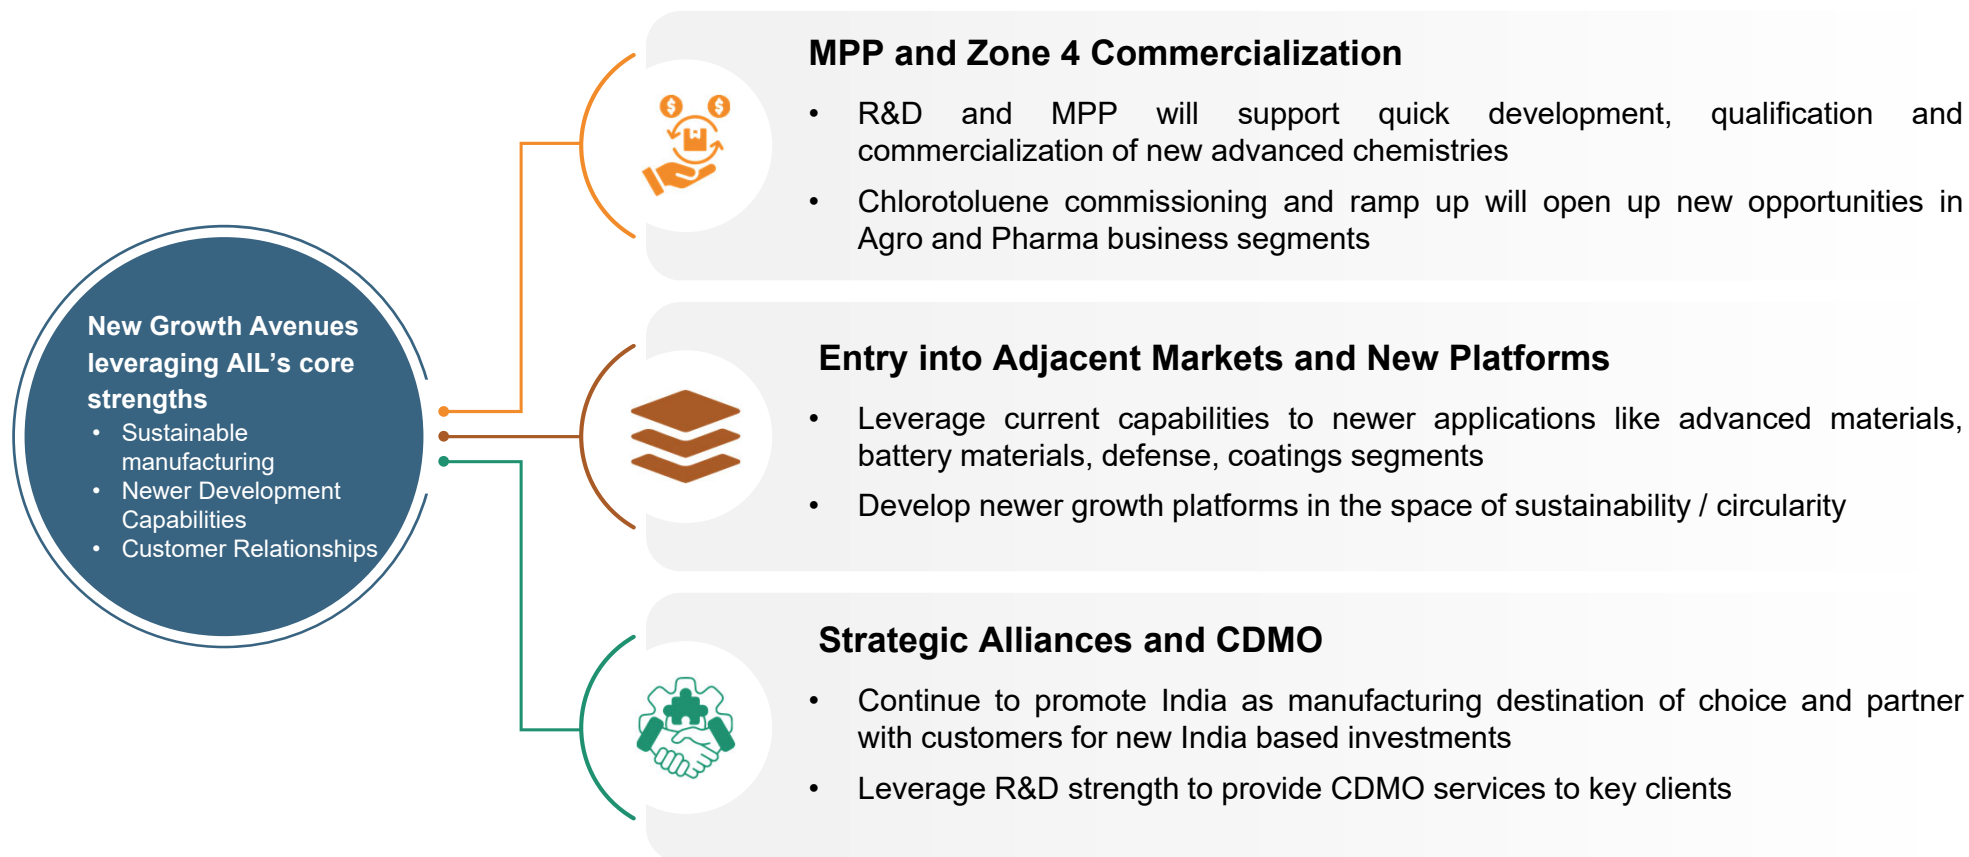 New Growth Avenues
leveraging AIL’s core
strengths
• Sustainable
manufacturing
• Newer Development
Capabilities
• Customer Relationships
MPP and Zone 4 Commercialization
• R&D and MPP will support quick development, qualification and
commercialization of new advanced chemistries
• Chlorotoluene commissioning and ramp up will open up new opportunities in
Agro and Pharma business segments
Entry into Adjacent Markets and New Platforms
• Leverage current capabilities to newer applications like advanced materials,
battery materials, defense, coatings segments
• Develop newer growth platforms in the space of sustainability / circularity
Strategic Alliances and CDMO
• Continue to promote India as manufacturing destination of choice and partner
with customers for new India based investments
• Leverage R&D strength to provide CDMO services to key clients